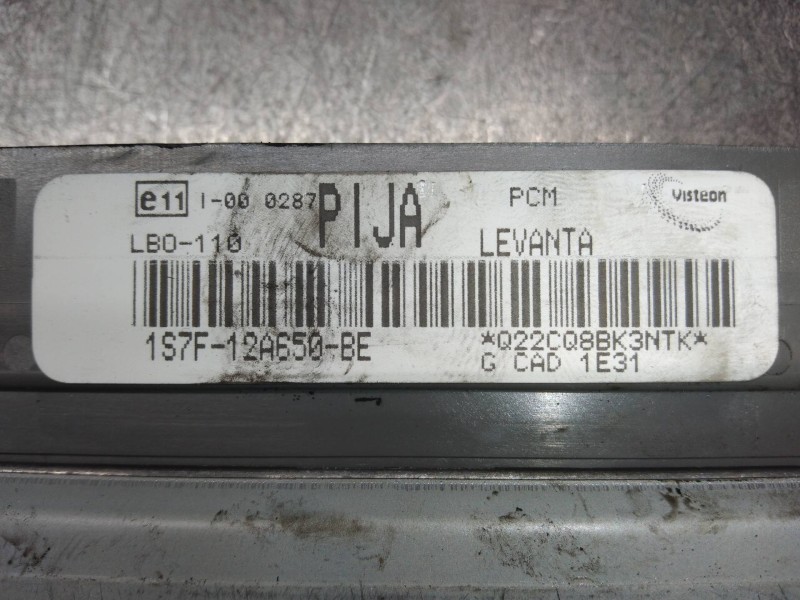 e11 I-00 0287 PIJA PCM Visteon
LBO-110 LEVANTA
1S7F-12A650-BE *Q22CQ8BK3NTK*
G CAD 1E31